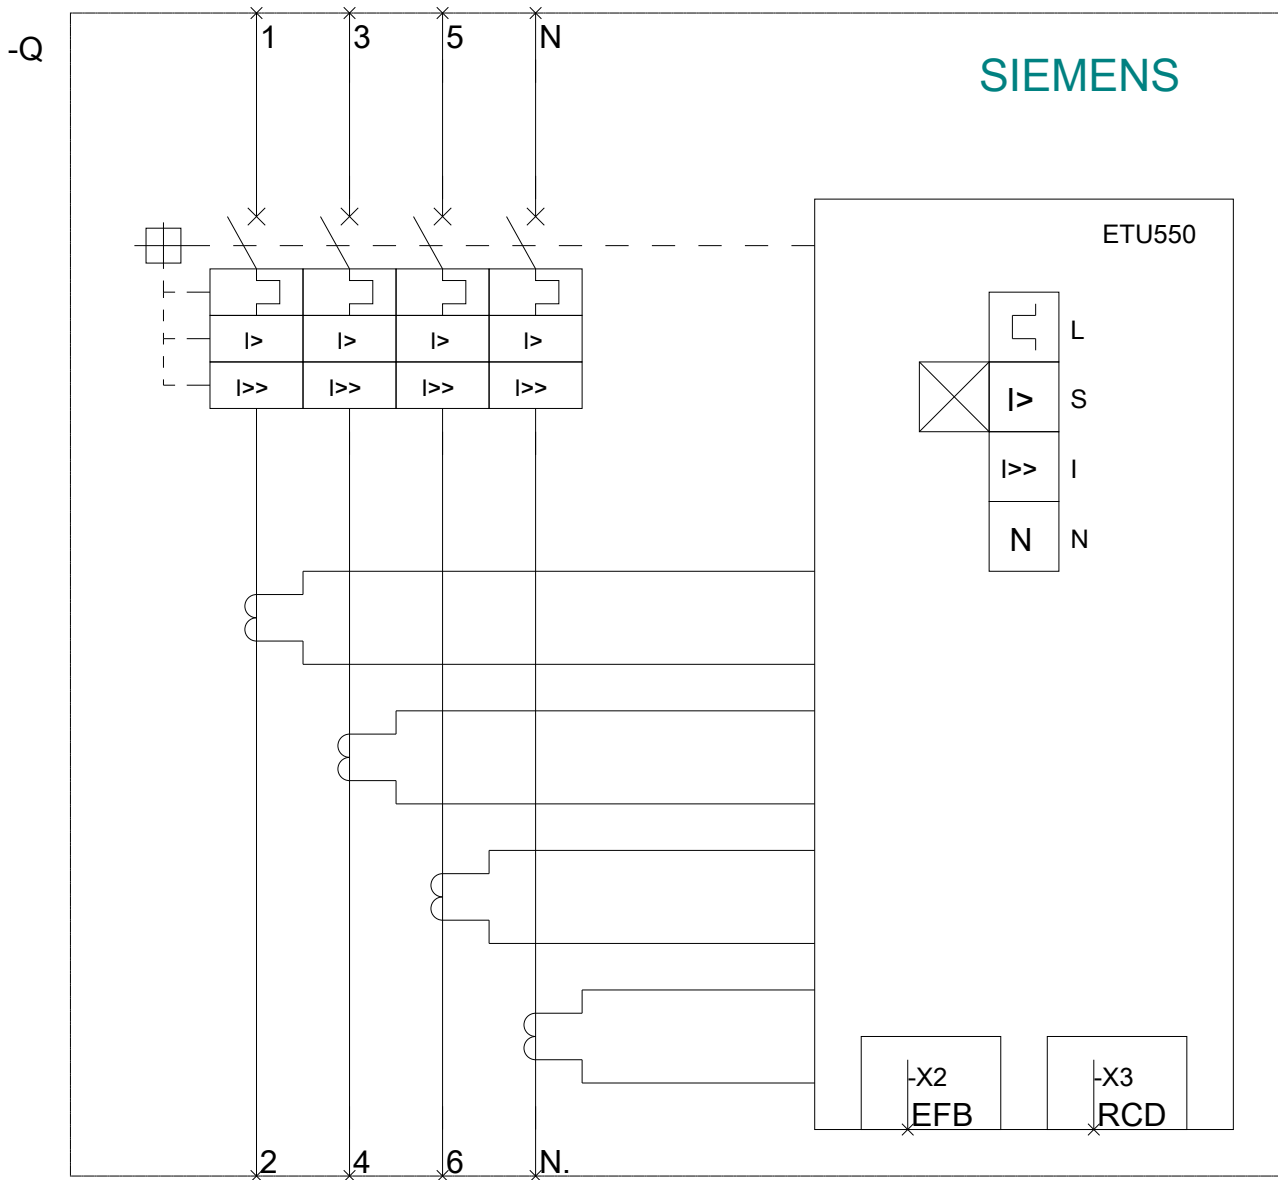 -Q
1 3 5 N
SIEMENS
ETU550
L
I> I> I> I>
I>> I>> I>> I>>
I> S
I>> I
N N
-X2 -X3
EFB RCD
2 4 6 N.